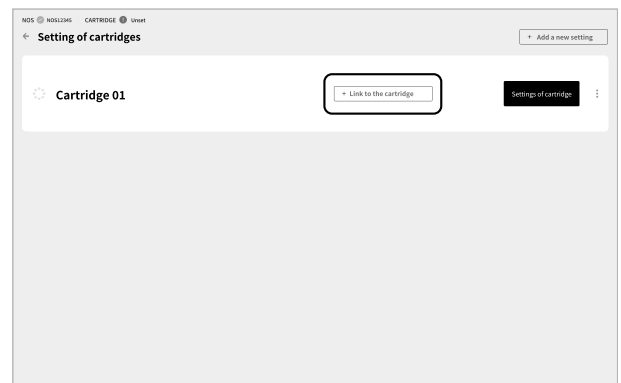 NOS NOS12345 CARTRIDGE Unset
← Setting of cartridges
+ Add a new setting
Cartridge 01
+ Link to the cartridge
Settings of cartridge